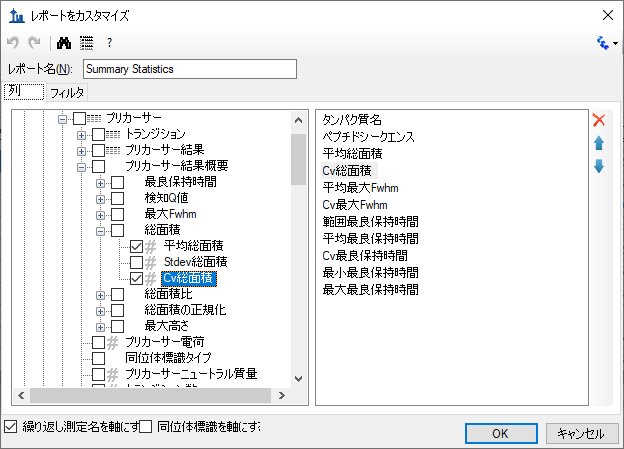 レポートをカスタマイズ
?
レポート名(N):
Summary Statistics
列
フィルタ
プリカーサー
トランジション
プリカーサー結果
プリカーサー結果概要
最良保持時間
検知Q値
最大Fwhm
総面積
平均総面積
Stdev総面積
Cv総面積
総面積比
総面積の正規化
最大高さ
プリカーサー電荷
同位体標識タイプ
プリカーサーニュートラル質量
タンパク質名
ペプチドシークエンス
平均総面積
Cv総面積
平均最大Fwhm
Cv最大Fwhm
範囲最良保持時間
平均最良保持時間
Cv最良保持時間
最小最良保持時間
最大最良保持時間
繰り返し測定名を軸にす
同位体標識を軸にす
OK
キャンセル